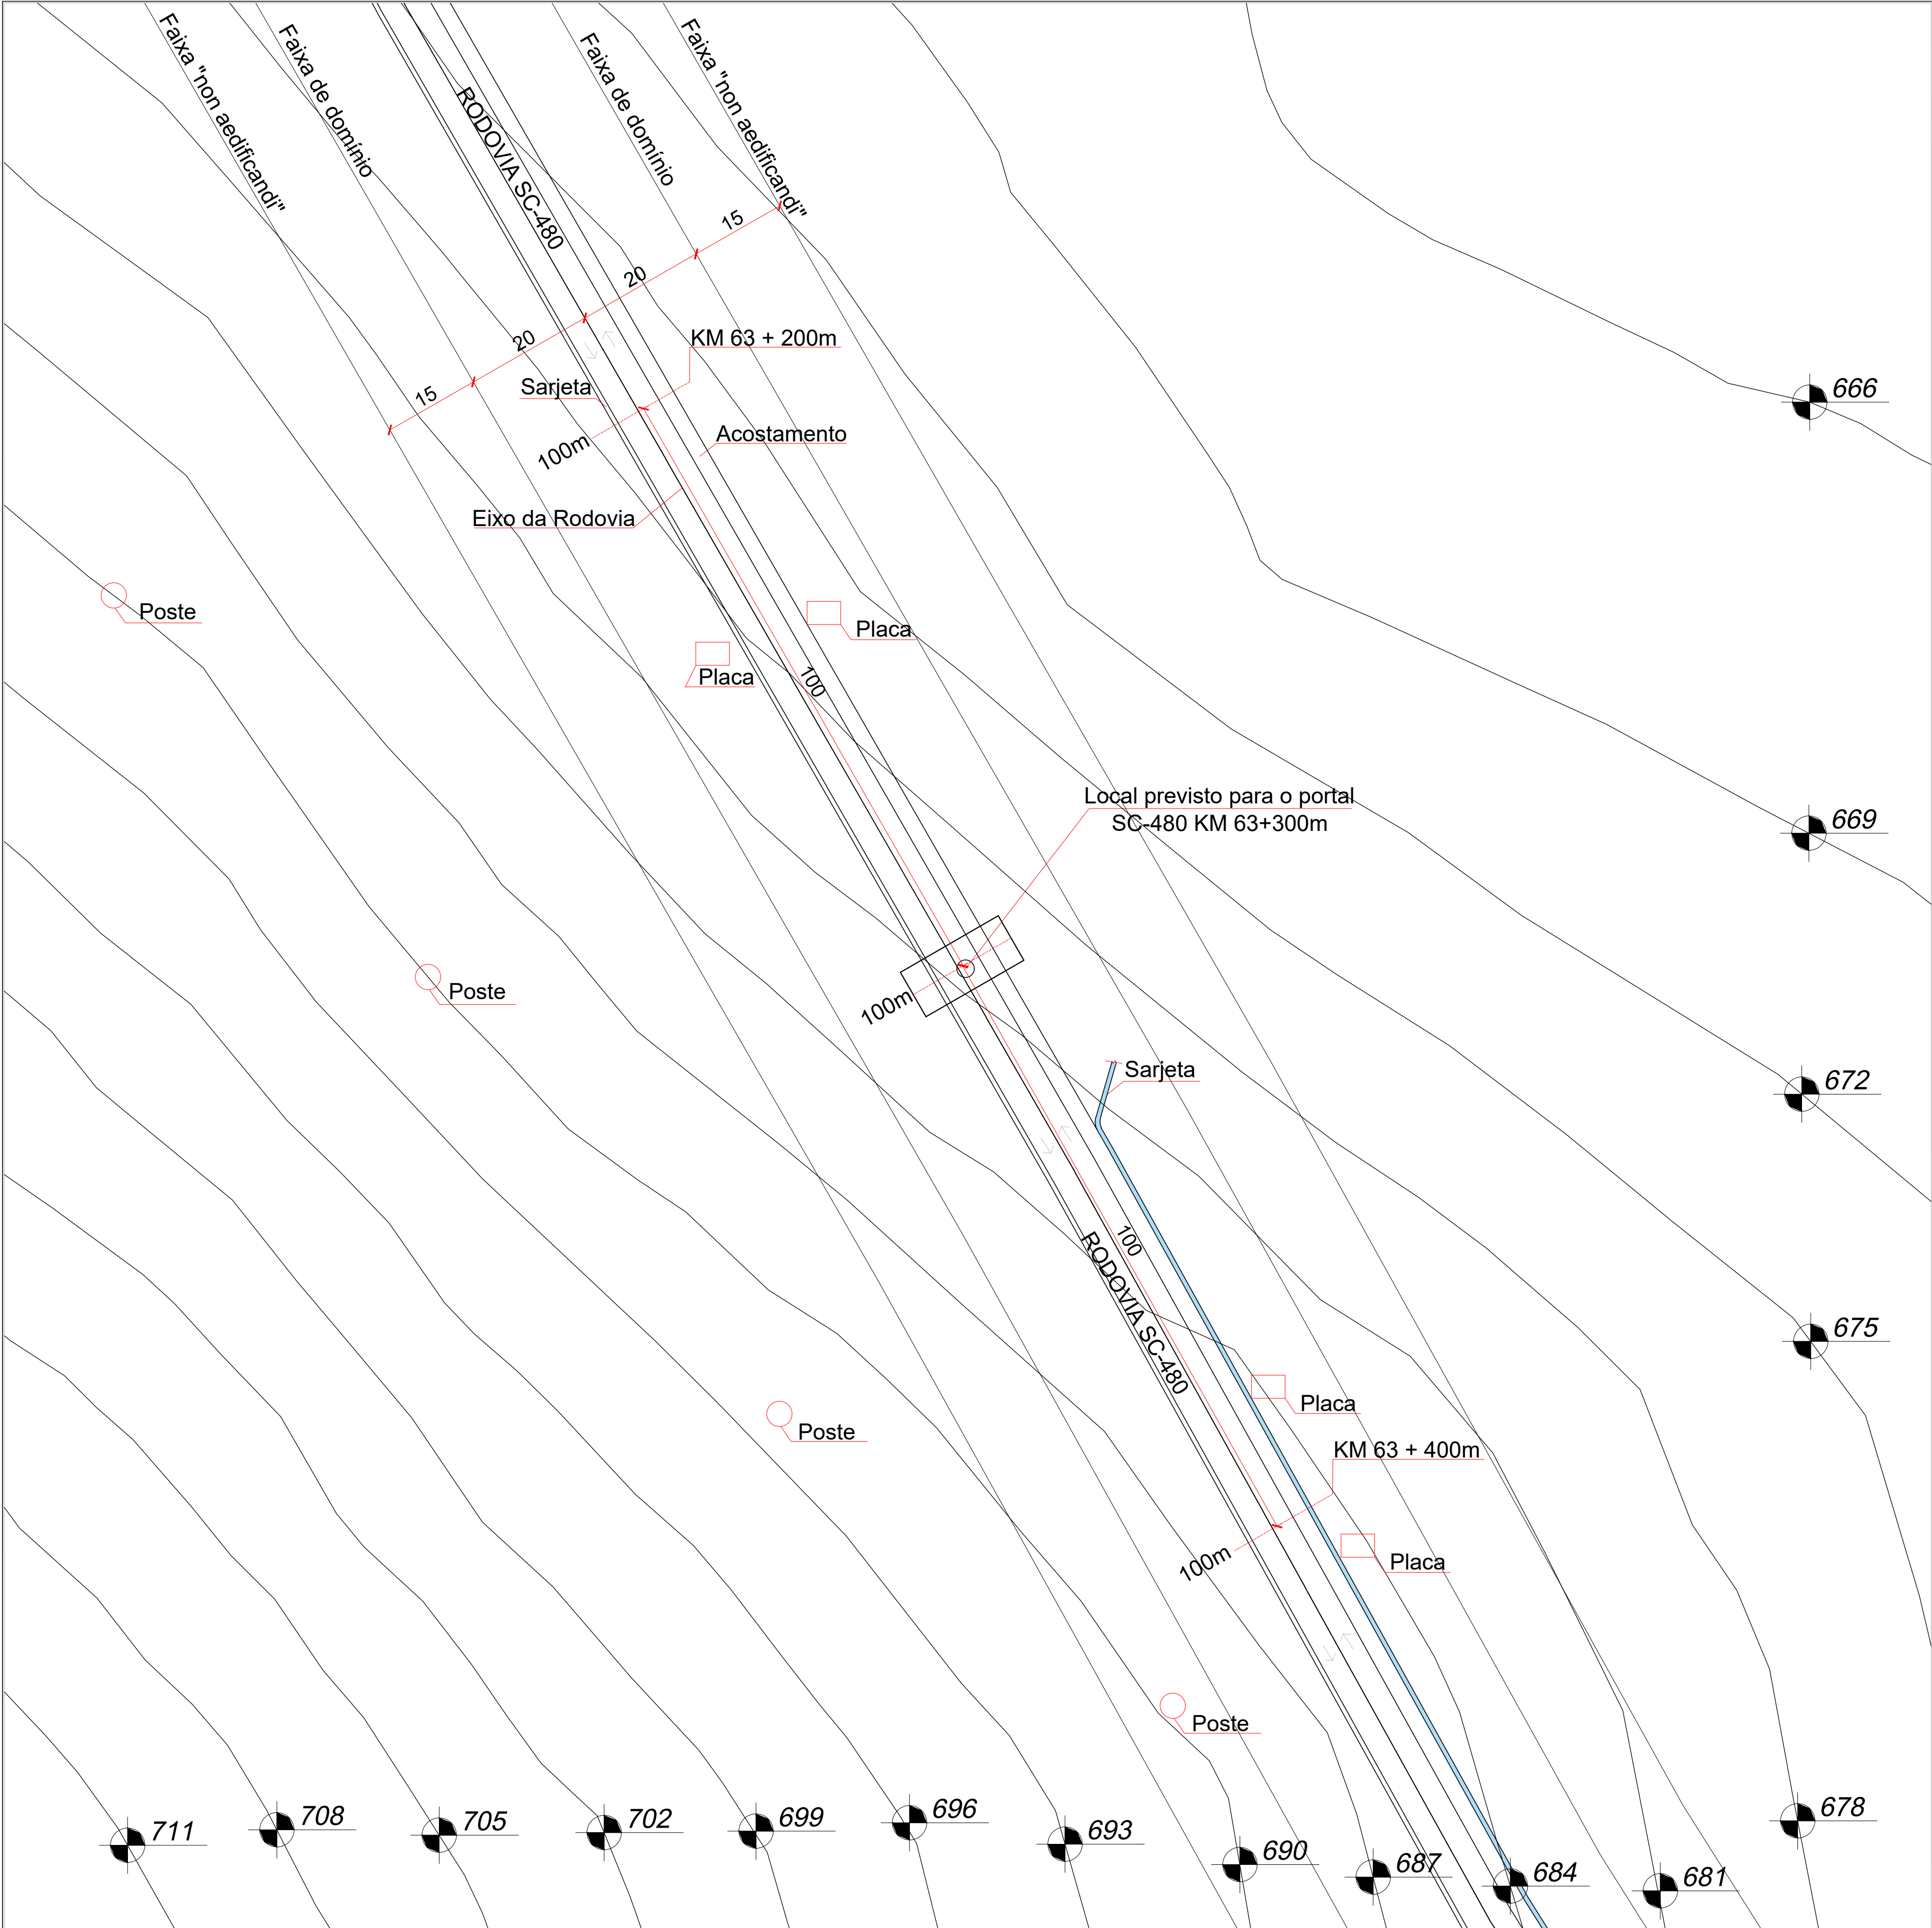 Faixa "non aedificandi"
Faixa de domínio
RODOVIA SC-480
Faixa de domínio
Faixa "non aedificandi"
15
20
20
15
KM 63 + 200m
Sarjeta
666
Acostamento
100m
Eixo da Rodovia
Poste
Placa
Placa
100
Local previsto para o portal
SC-480 KM 63+300m
669
Poste
100m
Sarjeta
672
100
RODOVIA SC-480
675
Placa
Poste
KM 63 + 400m
100m
Placa
Poste
711
708
705
702
699
696
693
690
687
684
681
678